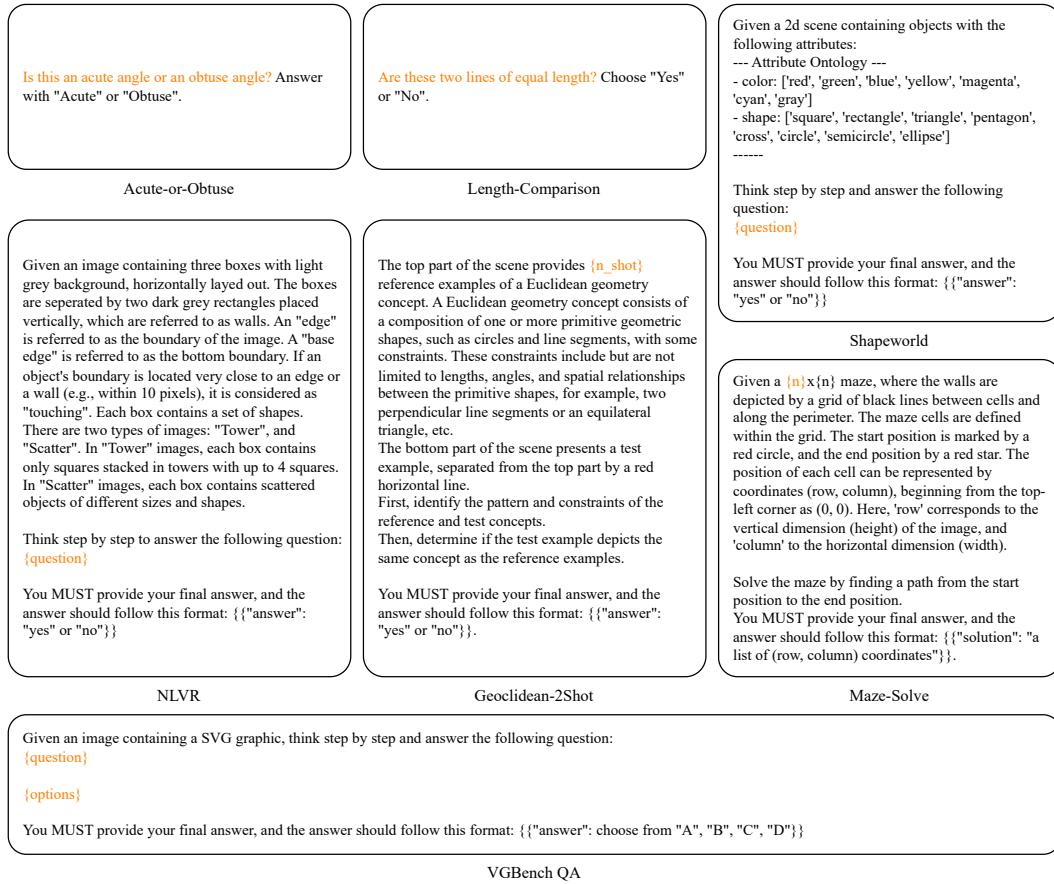 Is this an acute angle or an obtuse angle? Answer
with "Acute" or "Obtuse".
Acute-or-Obtuse
Are these two lines of equal length? Choose "Yes"
or "No".
Length-Comparison
Given a 2d scene containing objects with the
following attributes:
--- Attribute Ontology ---
- color: ['red', 'green', 'blue', 'yellow', 'magenta',
'cyan', 'gray']
- shape: ['square', 'rectangle', 'triangle', 'pentagon',
'cross', 'circle', 'semicircle', 'ellipse']
------
Think step by step and answer the following
question:
{question}
You MUST provide your final answer, and the
answer should follow this format: {{"answer":
"yes" or "no"}}
Shapeworld
Given an image containing three boxes with light
grey background, horizontally layed out. The boxes
are seperated by two dark grey rectangles placed
vertically, which are referred to as walls. An "edge"
is referred to as the boundary of the image. A "base
edge" is referred to as the bottom boundary. If an
object's boundary is located very close to an edge or
a wall (e.g., within 10 pixels), it is considered as
"touching". Each box contains a set of shapes.
There are two types of images: "Tower", and
"Scatter". In "Tower" images, each box contains
only squares stacked in towers with up to 4 squares.
In "Scatter" images, each box contains scattered
objects of different sizes and shapes.
Think step by step to answer the following question:
{question}
You MUST provide your final answer, and the
answer should follow this format: {{"answer":
"yes" or "no"}}
NLVR
The top part of the scene provides {n_shot}
reference examples of a Euclidean geometry
concept. A Euclidean geometry concept consists of
a composition of one or more primitive geometric
shapes, such as circles and line segments, with some
constraints. These constraints include but are not
limited to lengths, angles, and spatial relationships
between the primitive shapes, for example, two
perpendicular line segments or an equilateral
triangle, etc.
The bottom part of the scene presents a test
example, separated from the top part by a red
horizontal line.
First, identify the pattern and constraints of the
reference and test concepts.
Then, determine if the test example depicts the
same concept as the reference examples.
You MUST provide your final answer, and the
answer should follow this format: {{"answer":
"yes" or "no"}}.
Geoclidean-2Shot
Given a {n}x{n} maze, where the walls are
depicted by a grid of black lines between cells and
along the perimeter. The maze cells are defined
within the grid. The start position is marked by a
red circle, and the end position by a red star. The
position of each cell can be represented by
coordinates (row, column), beginning from the top-
left corner as (0, 0). Here, 'row' corresponds to the
vertical dimension (height) of the image, and
'column' to the horizontal dimension (width).
Solve the maze by finding a path from the start
position to the end position.
You MUST provide your final answer, and the
answer should follow this format: {{"solution": "a
list of (row, column) coordinates"}}.
Maze-Solve
Given an image containing a SVG graphic, think step by step and answer the following question:
{question}
{options}
You MUST provide your final answer, and the answer should follow this format: {{"answer": choose from "A", "B", "C", "D"}}
VGBench QA